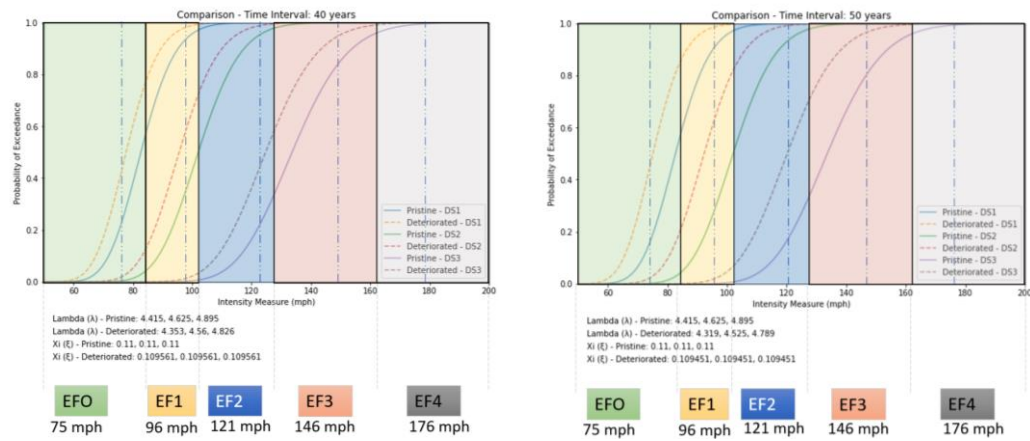 Comparison - Time Interval: 40 years
1.0
0.8
0.6
0.4
0.2
0.0
Probability of Exceedance
60 80 100 120 140 160 180 200
Intensity Measure (mph)
Pristine - DS1
Deteriorated - DS1
Pristine - DS2
Deteriorated - DS2
Pristine - DS3
Deteriorated - DS3
Lambda (λ) - Pristine: 4.415, 4.625, 4.895
Lambda (λ) - Deteriorated: 4.353, 4.56, 4.826
Xi (ξ) - Pristine: 0.11, 0.11, 0.11
Xi (ξ) - Deteriorated: 0.109561, 0.109561, 0.109561
EFO EF1 EF2 EF3 EF4
75 mph 96 mph 121 mph 146 mph 176 mph
Comparison - Time Interval: 50 years
1.0
0.8
0.6
0.4
0.2
0.0
Probability of Exceedance
60 80 100 120 140 160 180 200
Intensity Measure (mph)
Pristine - DS1
Deteriorated - DS1
Pristine - DS2
Deteriorated - DS2
Pristine - DS3
Deteriorated - DS3
Lambda (λ) - Pristine: 4.415, 4.625, 4.895
Lambda (λ) - Deteriorated: 4.319, 4.525, 4.789
Xi (ξ) - Pristine: 0.11, 0.11, 0.11
Xi (ξ) - Deteriorated: 0.109451, 0.109451, 0.109451
EFO EF1 EF2 EF3 EF4
75 mph 96 mph 121 mph 146 mph 176 mph